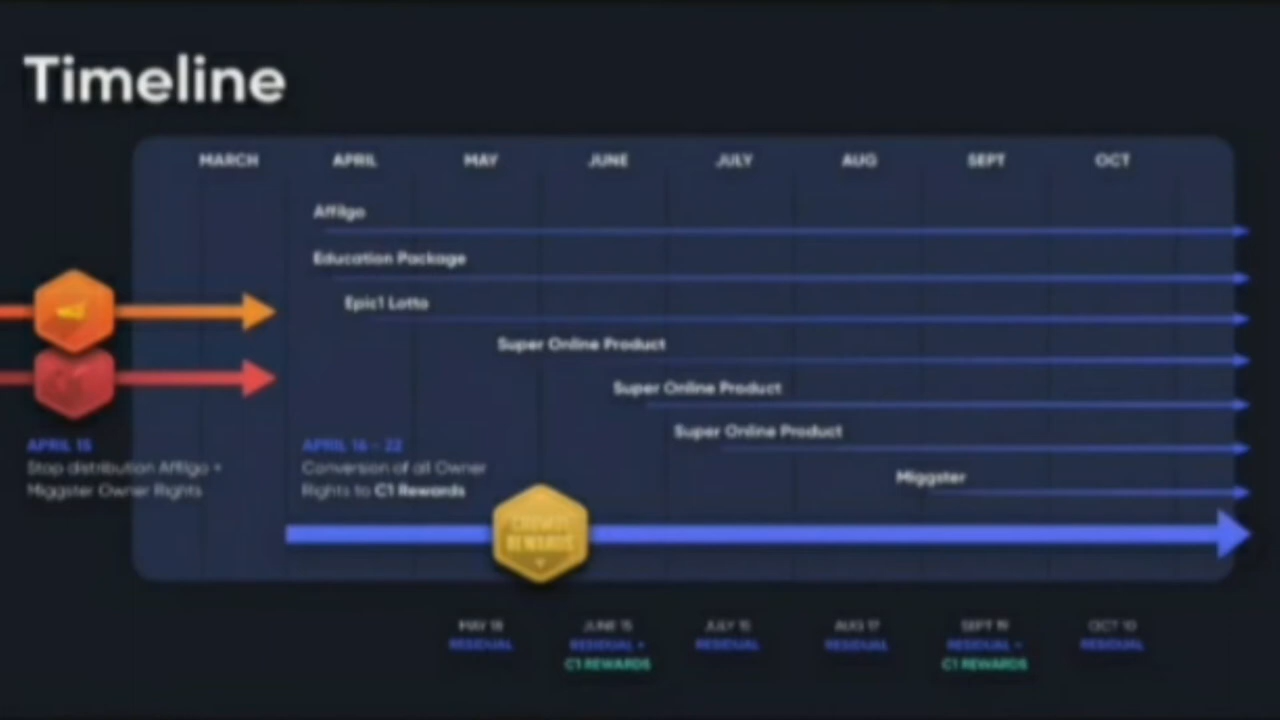 Timeline
MARCH APRIL MAY JUNE JULY AUG SEPT OCT
Affilgo
Education Package
Epic1 Lotto
Super Online Product
Super Online Product
Super Online Product
Miggster
APRIL 15
Stop distribution Affilgo +
Miggster Owner Rights
APRIL 16 - 22
Conversion of all Owner
Rights to C1 Rewards
REWARDS
MAY 18 JUNE 15 JULY 15 AUG 17 SEPT 19 OCT 10
RESIDUAL RESIDUAL + RESIDUAL RESIDUAL RESIDUAL + RESIDUAL
C1 REWARDS C1 REWARDS